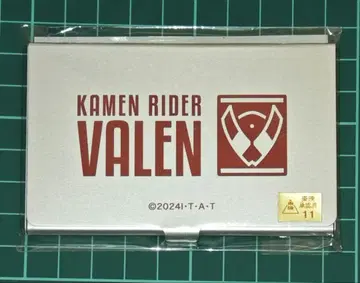 KAMEN RIDER
VALEN
©2024I·T·A·T
11